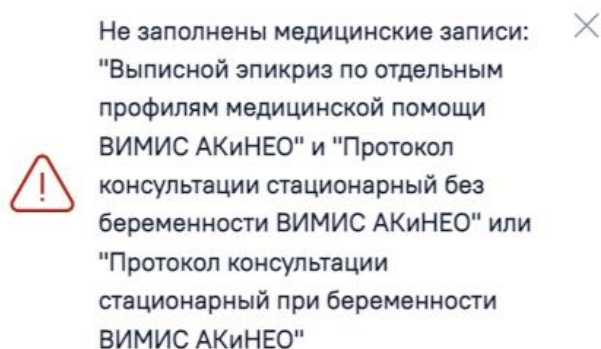 Не заполнены медицинские записи:
"Выписной эпикриз по отдельным
профилям медицинской помощи
ВИМИС АКиНЕО" и "Протокол
консультации стационарный без
беременности ВИМИС АКиНЕО" или
"Протокол консультации
стационарный при беременности
ВИМИС АКиНЕО"